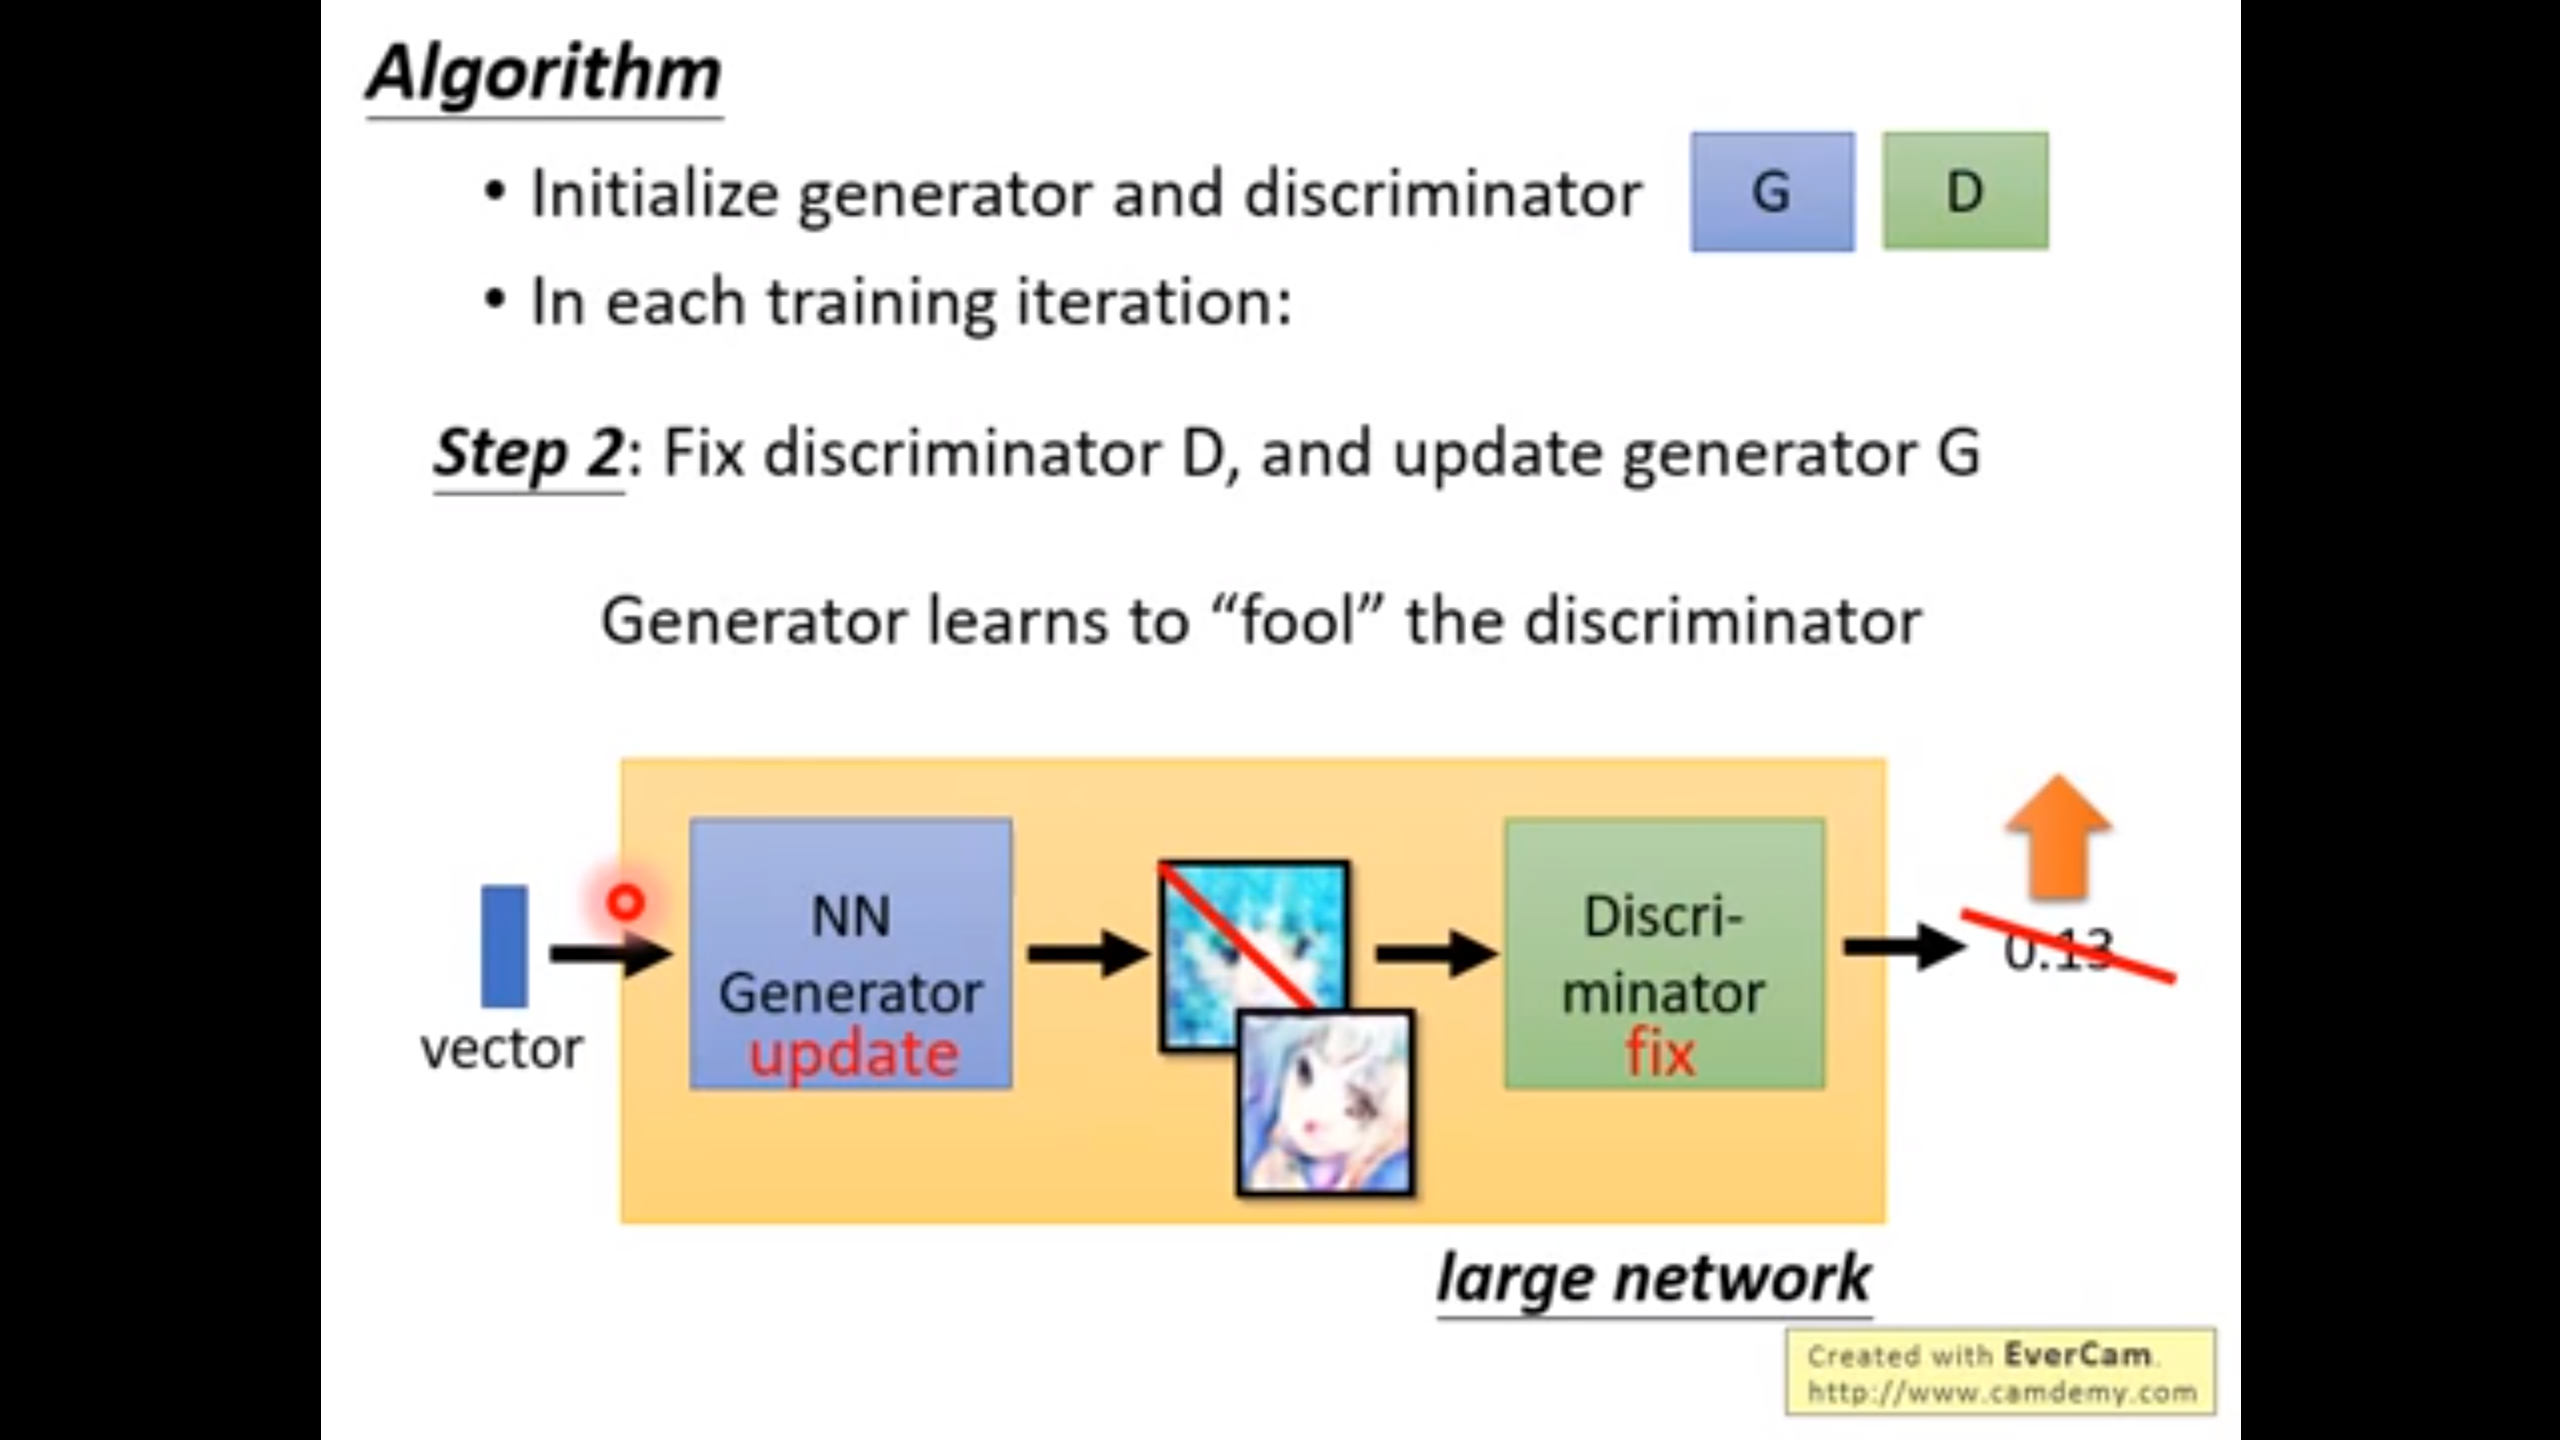 Algorithm
• Initialize generator and discriminator
G
D
• In each training iteration:
Step 2: Fix discriminator D, and update generator G
Generator learns to “fool” the discriminator
vector
NN
Generator
update
Discri-
minator
fix
0.13
large network
Created with EverCam.
http://www.camdemy.com